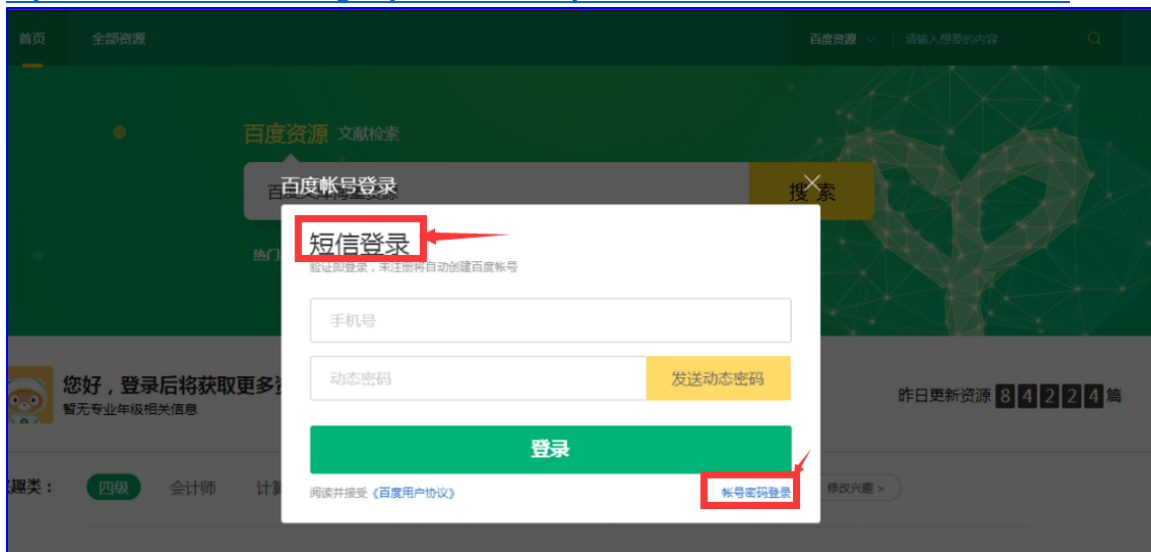 首页 全部资源 百度资源 请输入想要的内容
百度资源 文献检索
百度帐号登录
搜索
短信登录
热门
验证即登录，未注册将自动创建百度帐号
手机号
动态密码 发送动态密码
您好，登录后将获取更多
暂无专业年级相关信息
昨日更新资源 8 4 2 2 4 篇
登录
趣类： 四级 会计师 计算
阅读并接受《百度用户协议》 帐号密码登录
修改兴趣 >